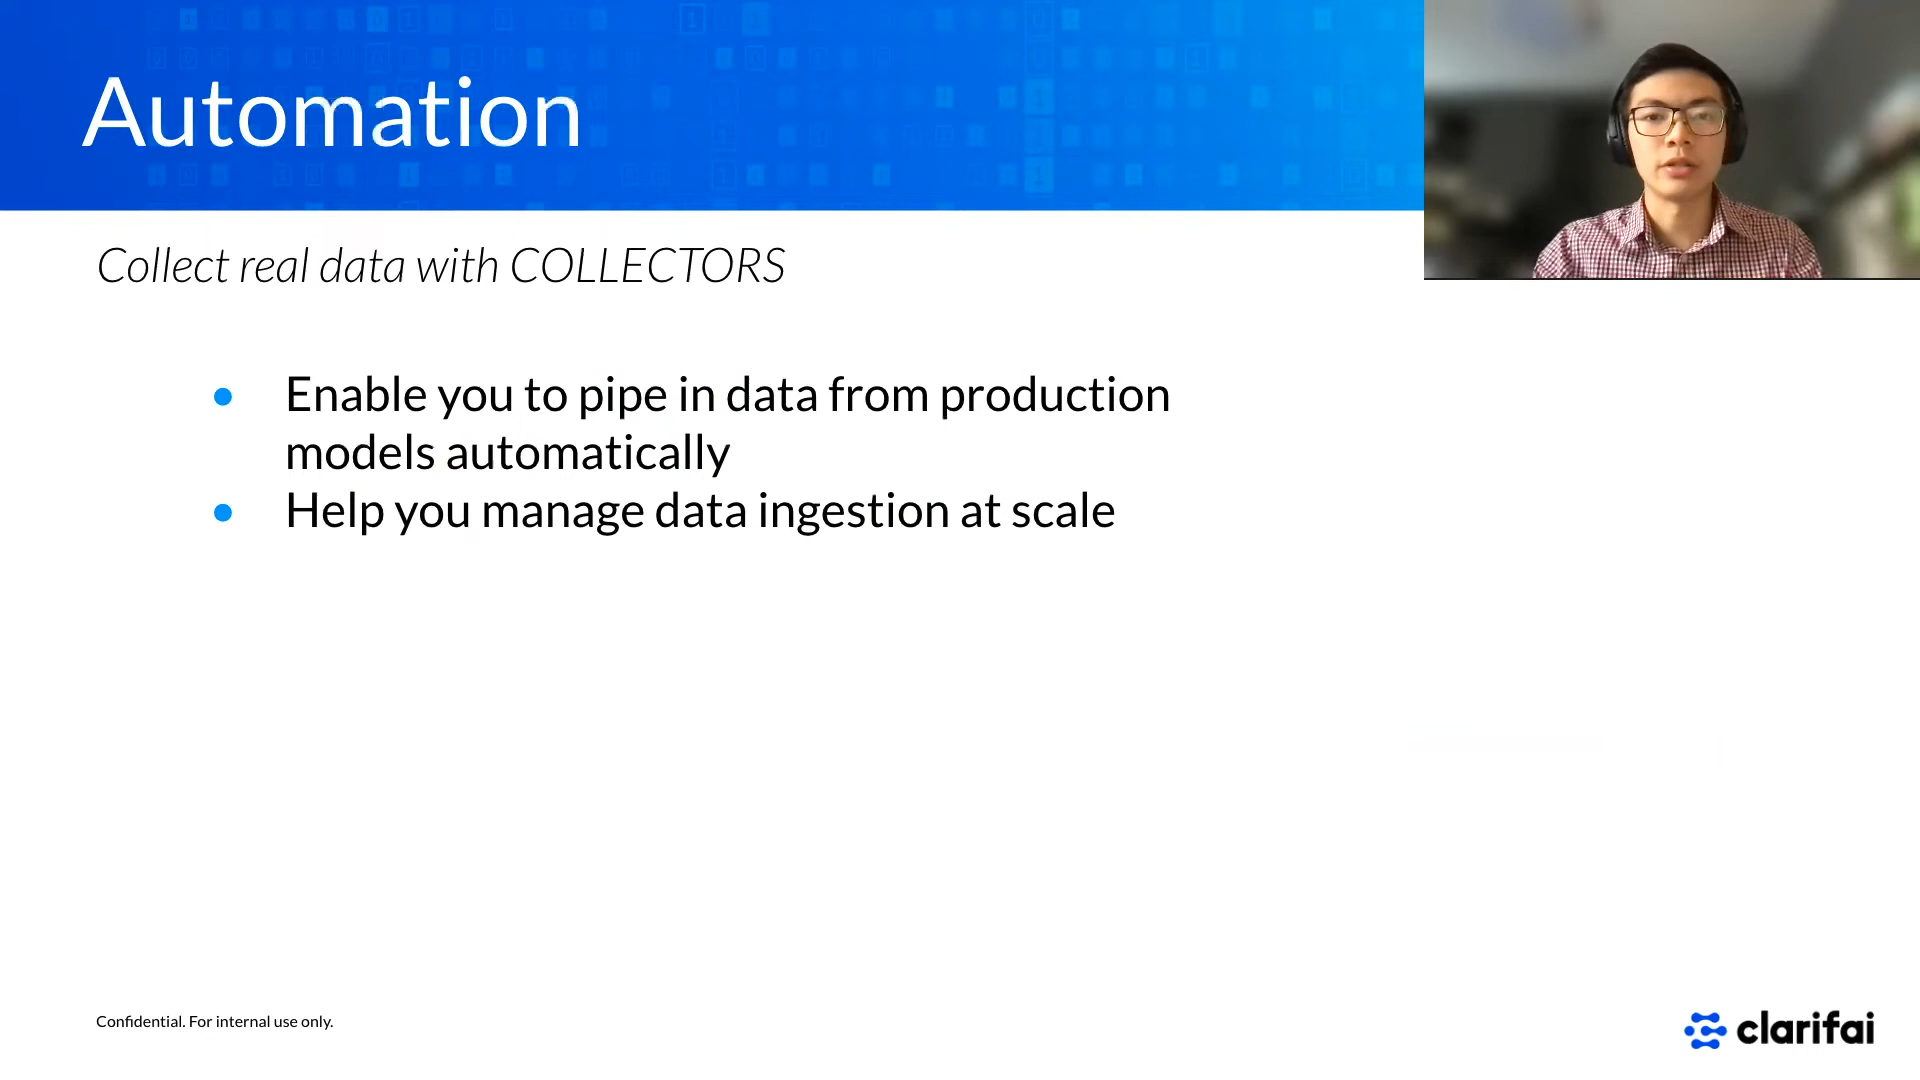 Automation
Collect real data with COLLECTORS
• Enable you to pipe in data from production
models automatically
• Help you manage data ingestion at scale
Confidential. For internal use only.
clarifai